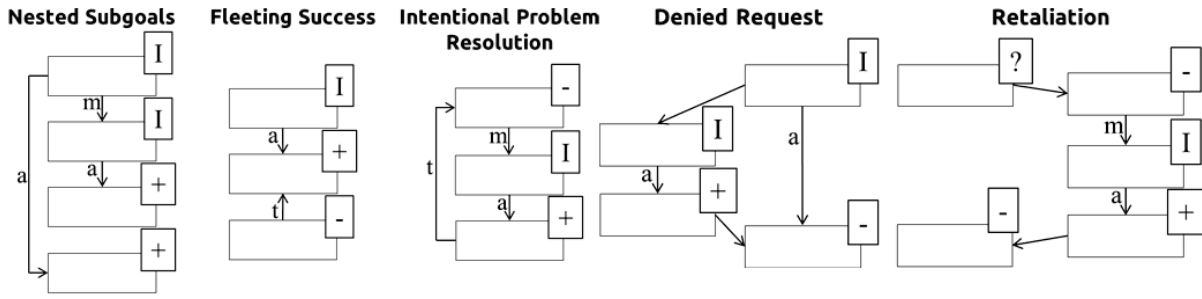 Nested Subgoals
I
m
I
a
+
a
+
Fleeting Success
I
a
+
t
-
Intentional Problem
Resolution
-
m
I
t
a
+
Denied Request
I
I
a
a
+
-
Retaliation
?
-
m
I
a
-
+